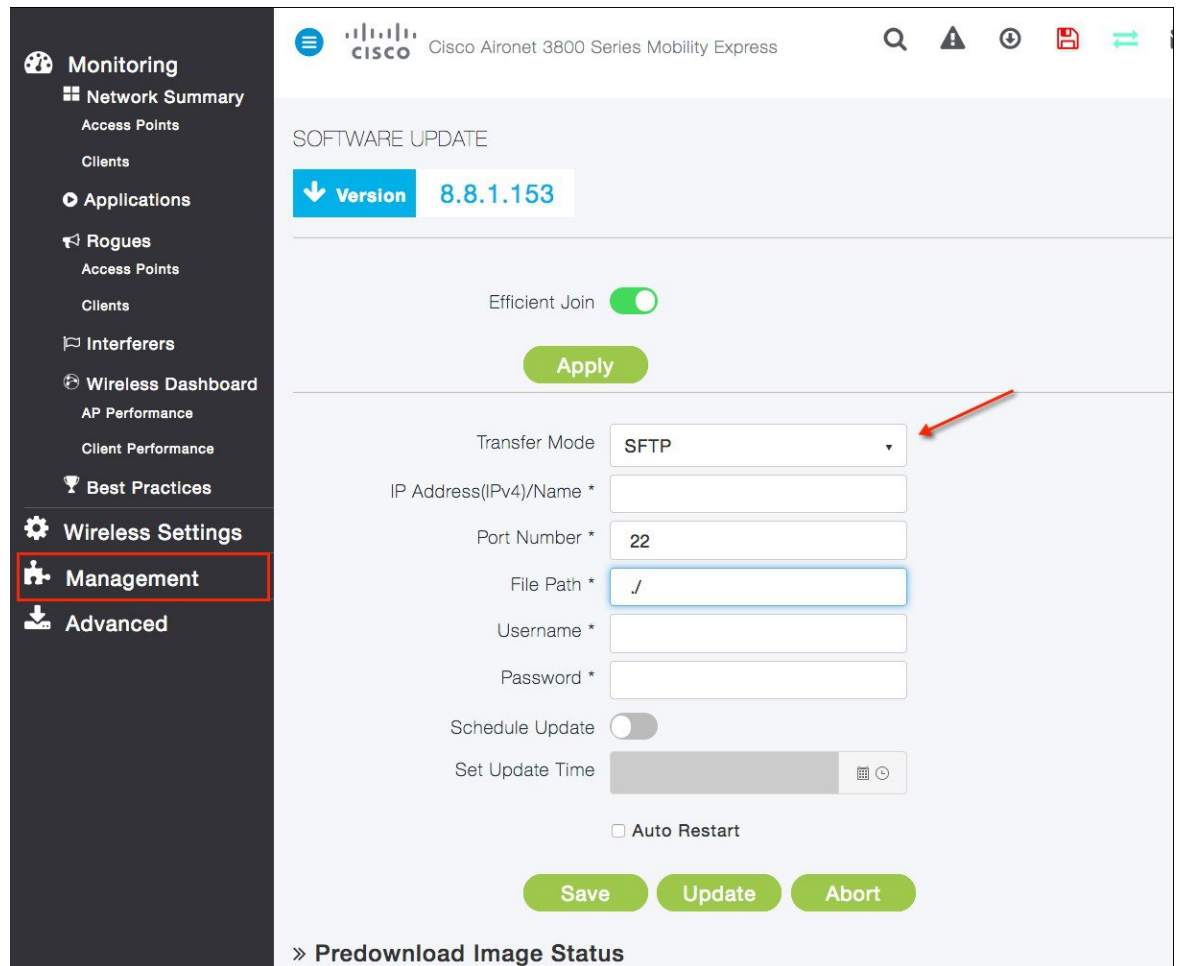 Monitoring
Network Summary
Access Points
Clients
Applications
Rogues
Access Points
Clients
Interferers
Wireless Dashboard
AP Performance
Client Performance
Best Practices
Wireless Settings
Management
Advanced
CISCO Cisco Aironet 3800 Series Mobility Express
SOFTWARE UPDATE
Version 8.8.1.153
Efficient Join
Apply
Transfer Mode SFTP
IP Address(IPv4)/Name *
Port Number * 22
File Path * ./
Username *
Password *
Schedule Update
Set Update Time
Auto Restart
Save Update Abort
» Predownload Image Status